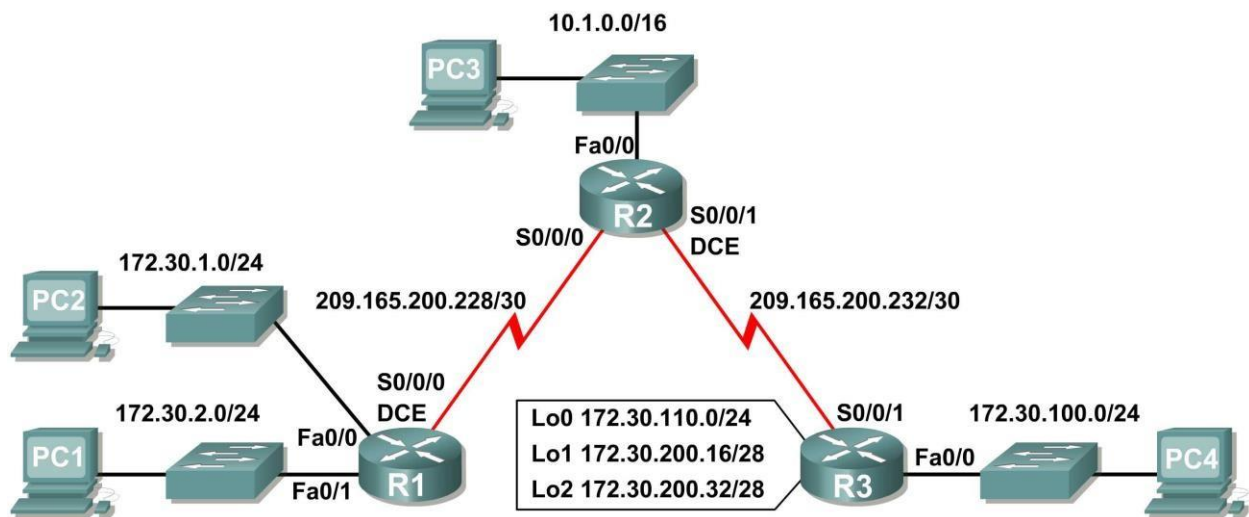 10.1.0.0/16
PC3
Fa0/0
R2
S0/0/1
DCE
S0/0/0
172.30.1.0/24
PC2
209.165.200.228/30
209.165.200.232/30
S0/0/0
DCE
172.30.2.0/24
Fa0/0
PC1
Fa0/1
R1
Lo0 172.30.110.0/24
Lo1 172.30.200.16/28
Lo2 172.30.200.32/28
S0/0/1
172.30.100.0/24
Fa0/0
R3
PC4